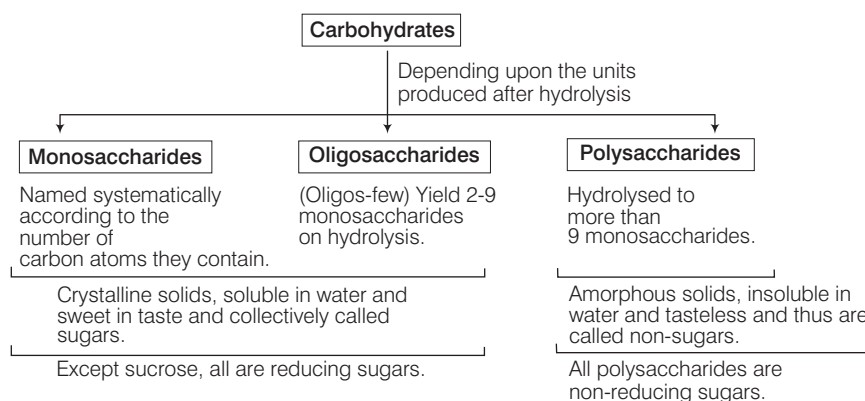 Carbohydrates
Depending upon the units
produced after hydrolysis
Monosaccharides
Named systematically
according to the
number of
carbon atoms they contain.
Oligosaccharides
(Oligos-few) Yield 2-9
monosaccharides
on hydrolysis.
Polysaccharides
Hydrolysed to
more than
9 monosaccharides.
Crystalline solids, soluble in water and
sweet in taste and collectively called
sugars.
Amorphous solids, insoluble in
water and tasteless and thus are
called non-sugars.
Except sucrose, all are reducing sugars.
All polysaccharides are
non-reducing sugars.